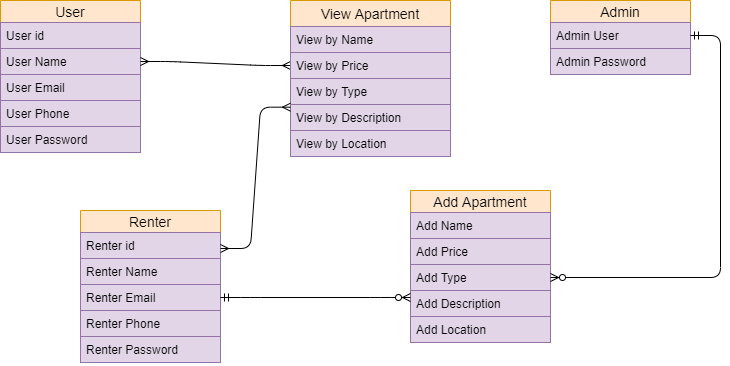 User
User id
User Name
User Email
User Phone
User Password
View Apartment
View by Name
View by Price
View by Type
View by Description
View by Location
Admin
Admin User
Admin Password
Renter
Renter id
Renter Name
Renter Email
Renter Phone
Renter Password
Add Apartment
Add Name
Add Price
Add Type
Add Description
Add Location